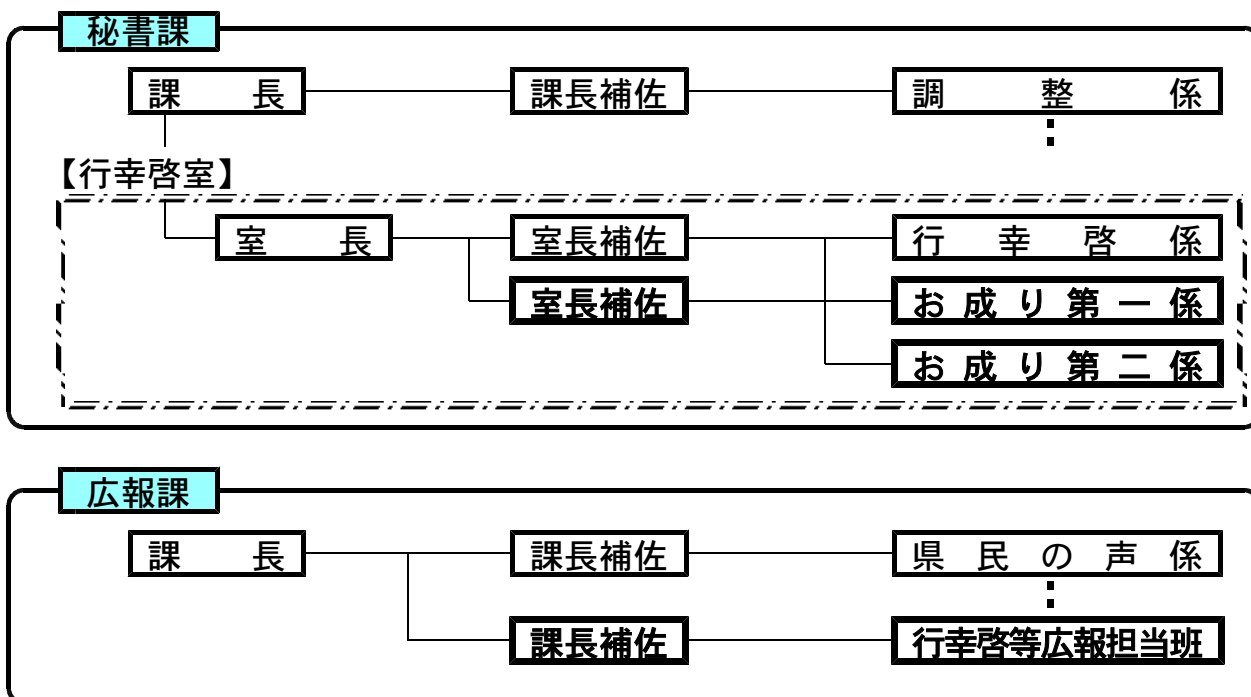 秘書課
課長 課長補佐 調整係
【行幸啓室】
室長 室長補佐 行幸啓係
室長補佐 お成り第一係
お成り第二係
広報課
課長 課長補佐 県民の声係
課長補佐 行幸啓等広報担当班